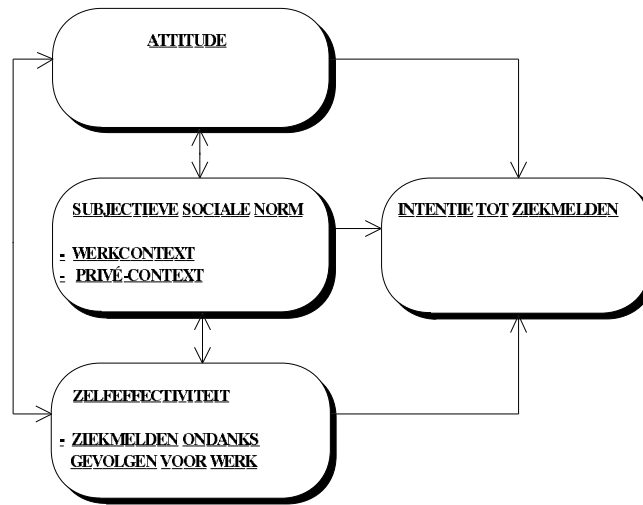 ATTITUDE
SUBJECTIEVE SOCIALE NORM
- WERKCONTEXT
- PRIVÉ-CONTEXT
INTENTIE TOT ZIEKMELDEN
ZELFEFFECTIVITEIT
- ZIEKMELDEN ONDANKS
GEVOLGEN VOOR WERK